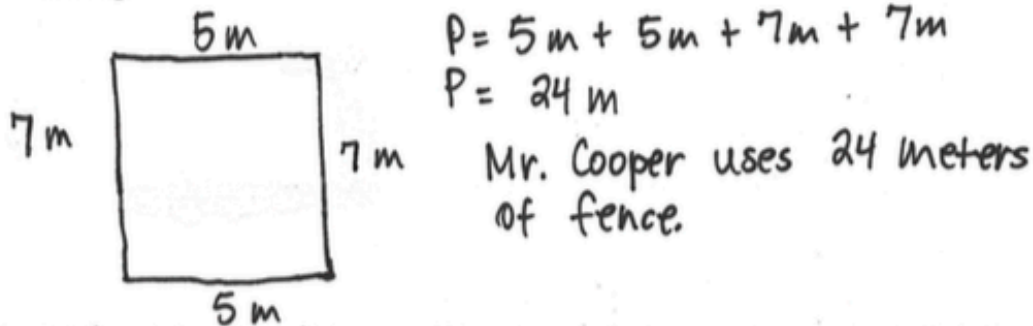 5 m
P = 5 m + 5 m + 7 m + 7 m
P = 24 m
7 m
7 m
Mr. Cooper uses 24 meters
of fence.
5 m